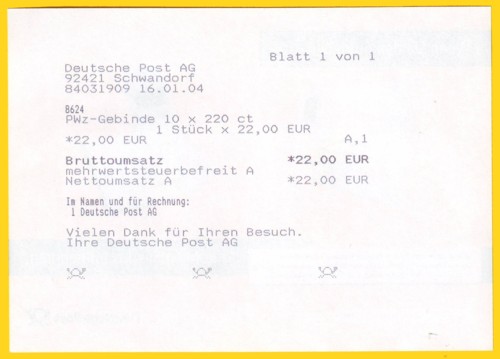 Blatt 1 von 1
Deutsche Post AG
92421 Schwandorf
84031909 16.01.04
8624
PWz-Gebinde 10 x 220 ct
1 Stück x 22,00 EUR
*22,00 EUR A,1
Bruttoumsatz *22,00 EUR
mehrwertsteuerbefreit A
Nettoumsatz A *22,00 EUR
Im Namen und für Rechnung:
1 Deutsche Post AG
Vielen Dank für Ihren Besuch.
Ihre Deutsche Post AG